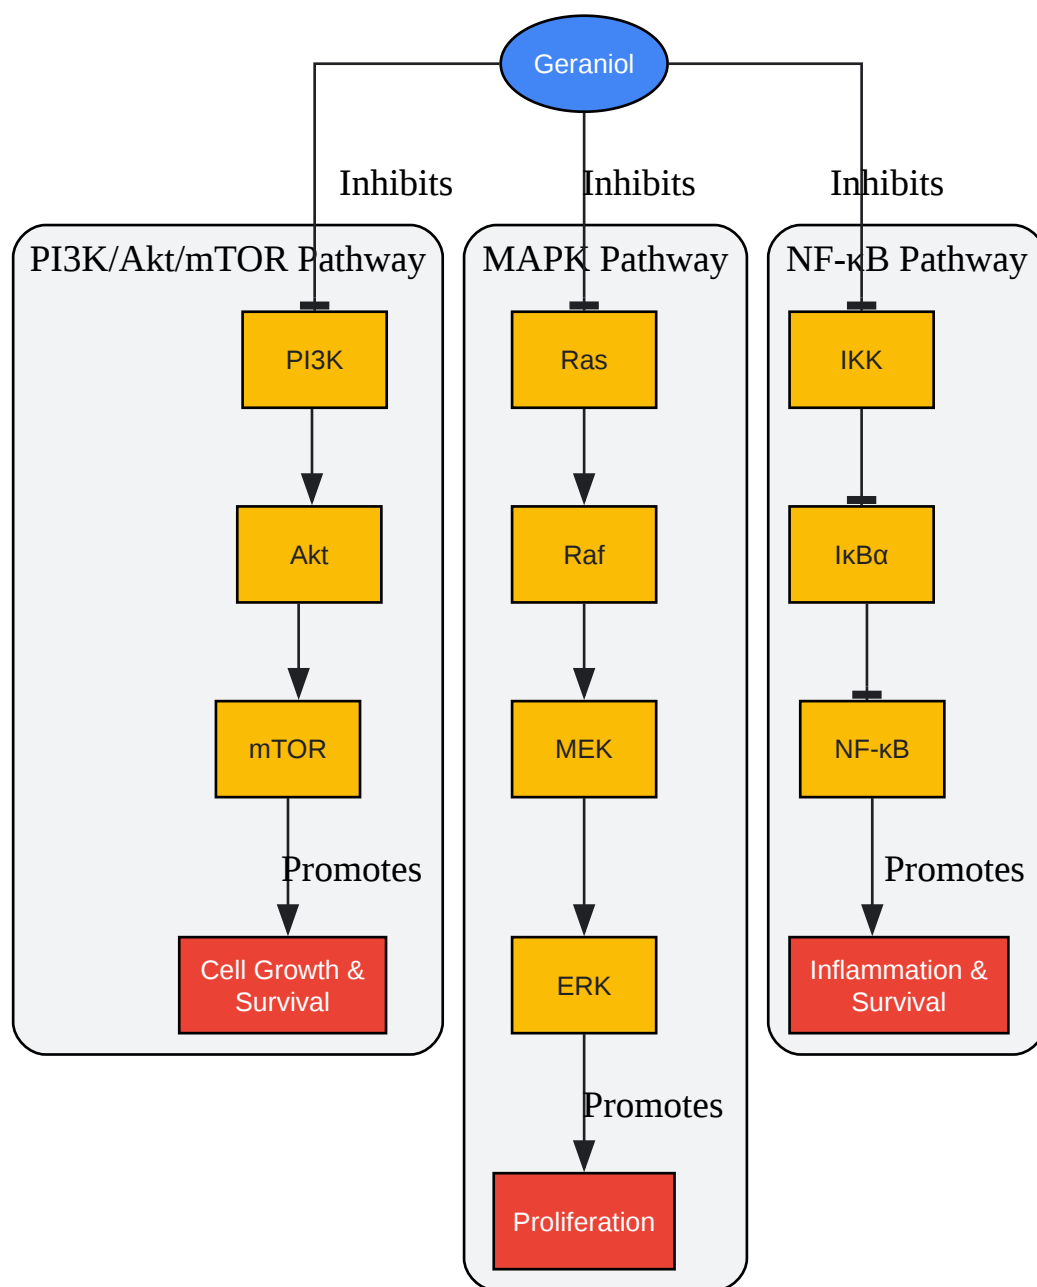 Geraniol
Inhibits
Inhibits
Inhibits
PI3K/Akt/mTOR Pathway
MAPK Pathway
NF-κB Pathway
PI3K
Ras
IKK
Akt
Raf
IκBα
mTOR
MEK
NF-κB
Promotes
Promotes
Cell Growth &
Survival
ERK
Inflammation &
Survival
Promotes
Proliferation